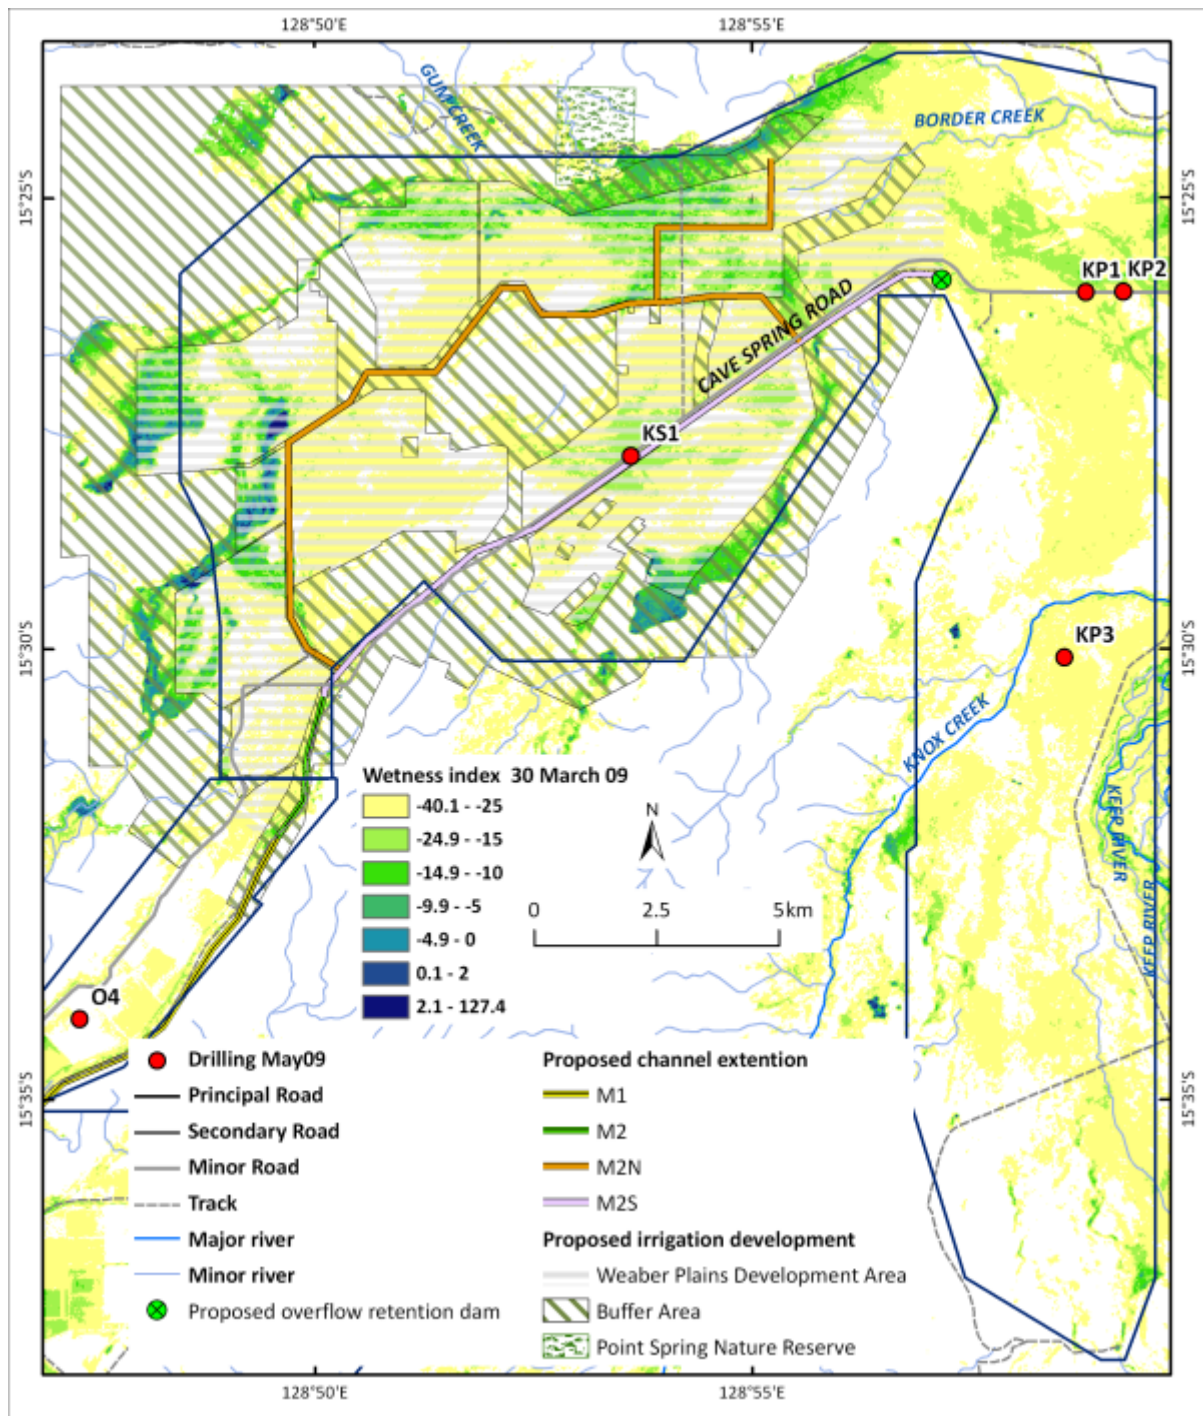 128°50'E
128°55'E
GUM CREEK
BORDER CREEK
15°25'S
15°25'S
KP1
KP2
CAVE SPRING ROAD
KS1
15°30'S
15°30'S
KP3
KNOX CREEK
KEEP RIVER
KEEP RIVER
Wetness index 30 March 09
-40.1 - -25
-24.9 - -15
-14.9 - -10
-9.9 - -5
-4.9 - 0
0.1 - 2
2.1 - 127.4
N
0
2.5
5km
O4
15°35'S
15°35'S
Drilling May09
Principal Road
Secondary Road
Minor Road
Track
Major river
Minor river
Proposed overflow retention dam
Proposed channel extention
M1
M2
M2N
M2S
Proposed irrigation development
Weaber Plains Development Area
Buffer Area
Point Spring Nature Reserve
128°50'E
128°55'E